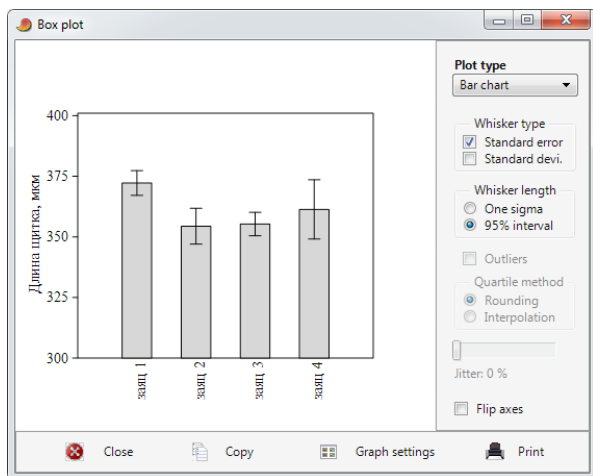 Box plot
Plot type
Bar chart
Whisker type
Standard error
Standard devi.
Whisker length
One sigma
95% interval
Outliers
Quartile method
Rounding
Interpolation
Jitter: 0 %
Flip axes
Длина щитка, мкм
400
375
350
325
300
заяц 1
заяц 2
заяц 3
заяц 4
Close
Copy
Graph settings
Print